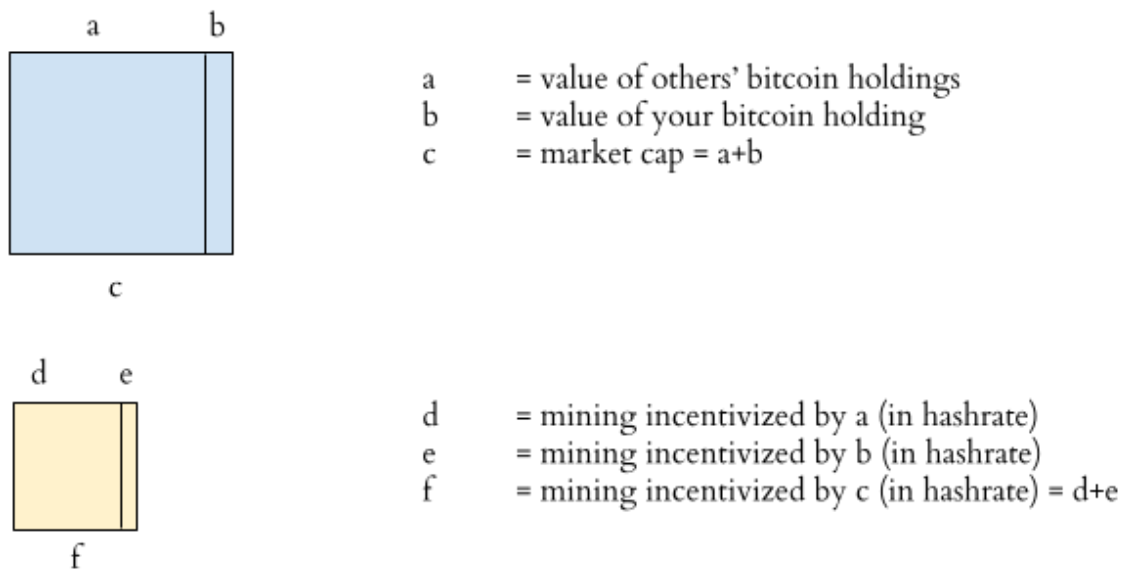 a b
a = value of others’ bitcoin holdings
b = value of your bitcoin holding
c = market cap = a+b
c
d e
d = mining incentivized by a (in hashrate)
e = mining incentivized by b (in hashrate)
f = mining incentivized by c (in hashrate) = d+e
f